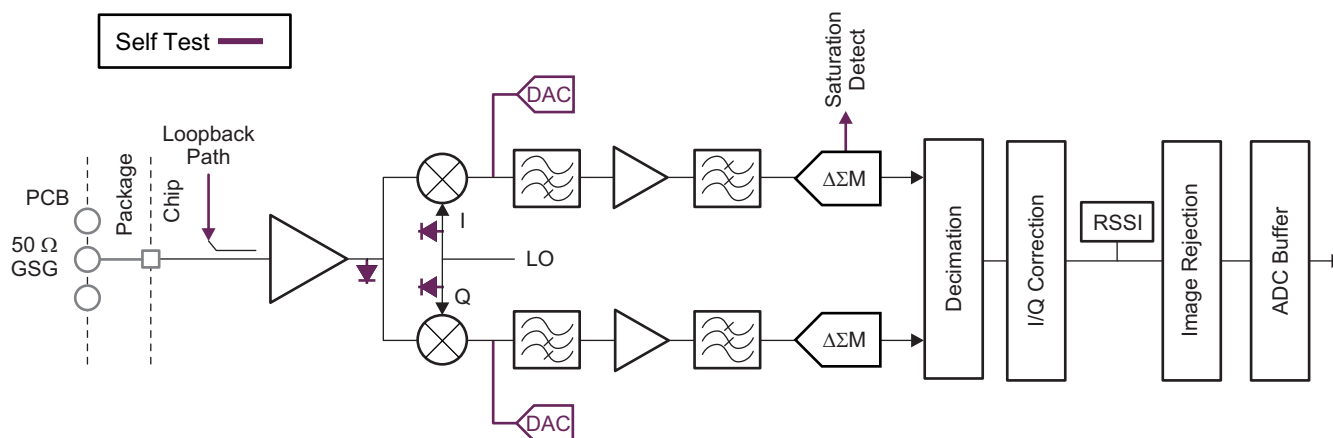 Self Test
DAC
Saturation
Detect
Loopback
Path
PCB
Package
Chip
50 Ω
GSG
I
LO
Q
ΔΣM
ΔΣM
DAC
Decimation
I/Q Correction
RSSI
Image Rejection
ADC Buffer